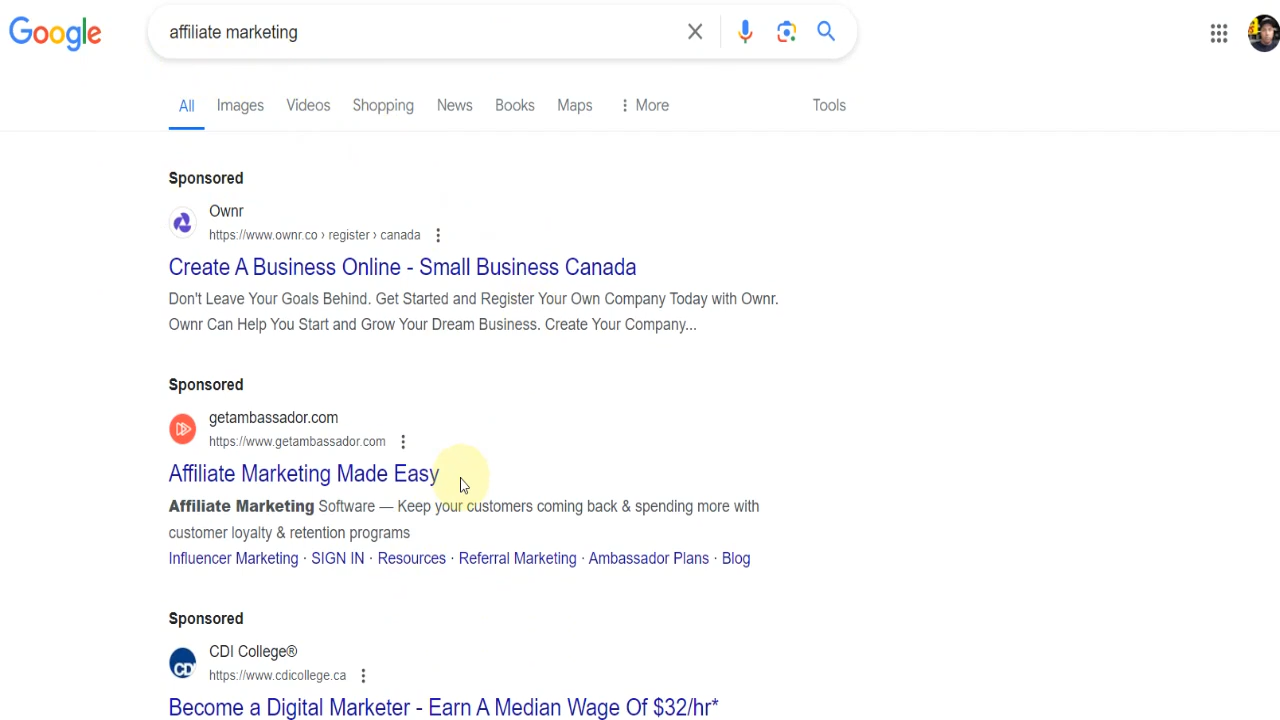 Google
affiliate marketing
All Images Videos Shopping News Books Maps More Tools
Sponsored
Ownr
https://www.ownr.co › register › canada
Create A Business Online - Small Business Canada
Don't Leave Your Goals Behind. Get Started and Register Your Own Company Today with Ownr.
Ownr Can Help You Start and Grow Your Dream Business. Create Your Company...
Sponsored
getambassador.com
https://www.getambassador.com
Affiliate Marketing Made Easy
Affiliate Marketing Software — Keep your customers coming back & spending more with
customer loyalty & retention programs
Influencer Marketing · SIGN IN · Resources · Referral Marketing · Ambassador Plans · Blog
Sponsored
CDI College®
CDI
https://www.cdicollege.ca
Become a Digital Marketer - Earn A Median Wage Of $32/hr*